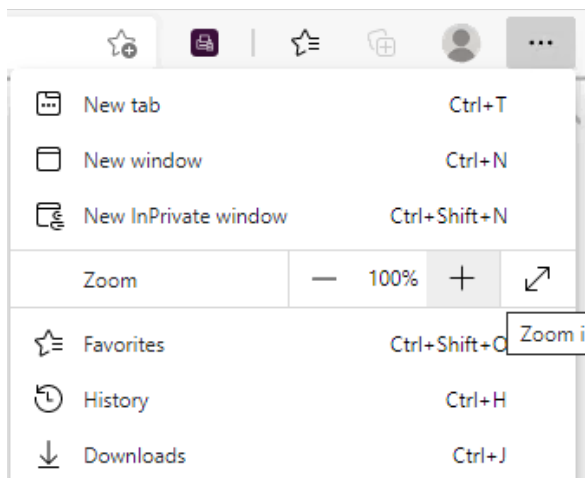 New tab Ctrl+T
New window Ctrl+N
New InPrivate window Ctrl+Shift+N
Zoom 100%
Zoom i
Favorites Ctrl+Shift+O
History Ctrl+H
Downloads Ctrl+J